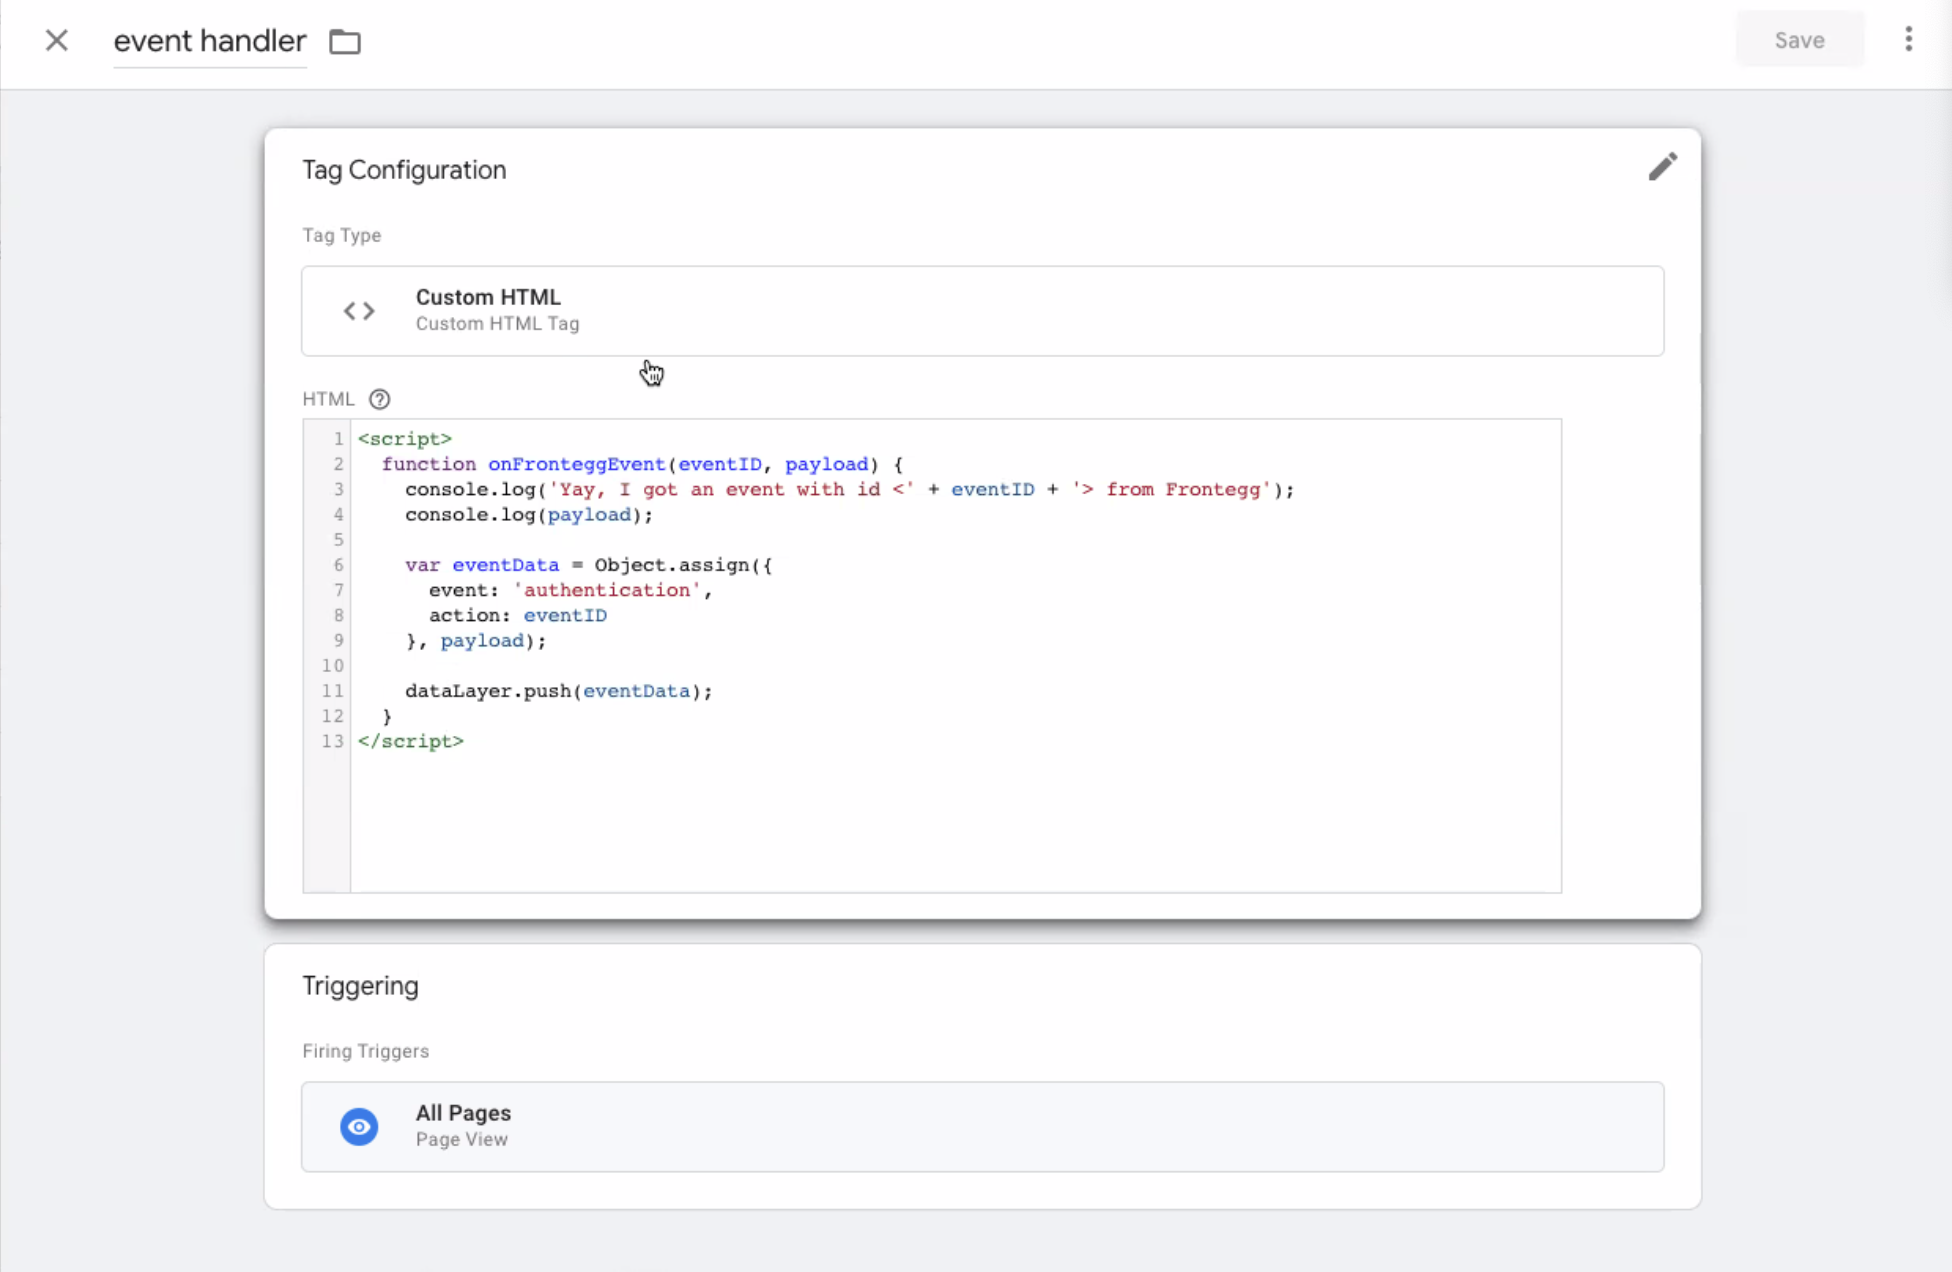 event handler
Save
Tag Configuration
Tag Type
Custom HTML
Custom HTML Tag
HTML
1 <script>
2   function onFronteggEvent(eventID, payload) {
3     console.log('Yay, I got an event with id <' + eventID + '> from Frontegg');
4     console.log(payload);
5
6     var eventData = Object.assign({
7       event: 'authentication',
8       action: eventID
9     }, payload);
10
11     dataLayer.push(eventData);
12   }
13 </script>
Triggering
Firing Triggers
All Pages
Page View